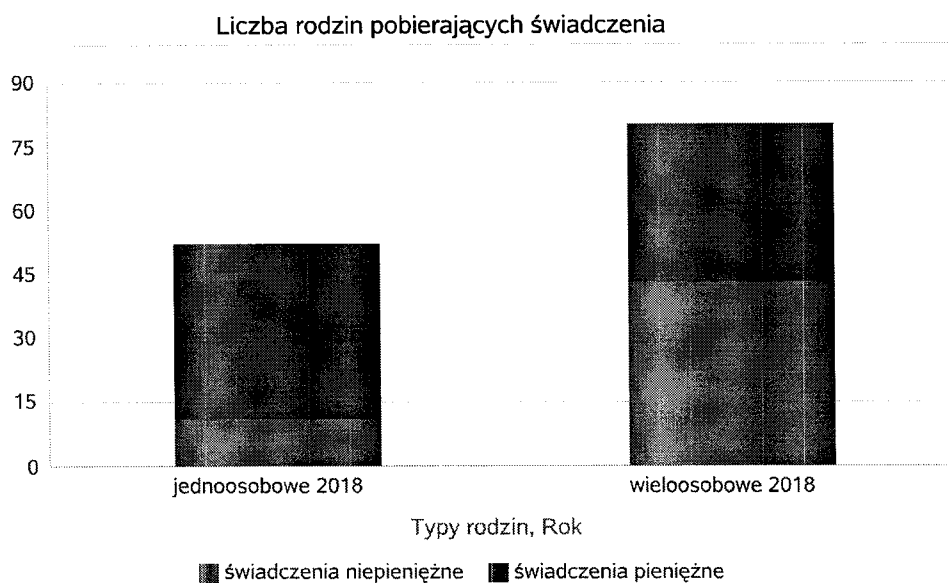 Liczba rodzin pobierających świadczenia
90
75
60
45
30
15
0
jednoosobowe 2018
wieloosobowe 2018
Typy rodzin, Rok
świadczenia niepieniężne
świadczenia pieniężne